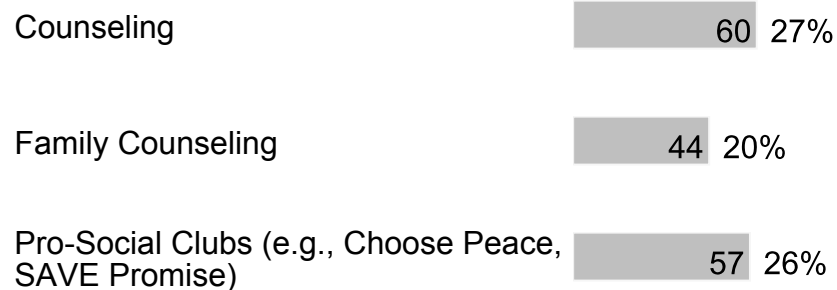 Counseling 60 27%
Family Counseling 44 20%
Pro-Social Clubs (e.g., Choose Peace,
SAVE Promise) 57 26%